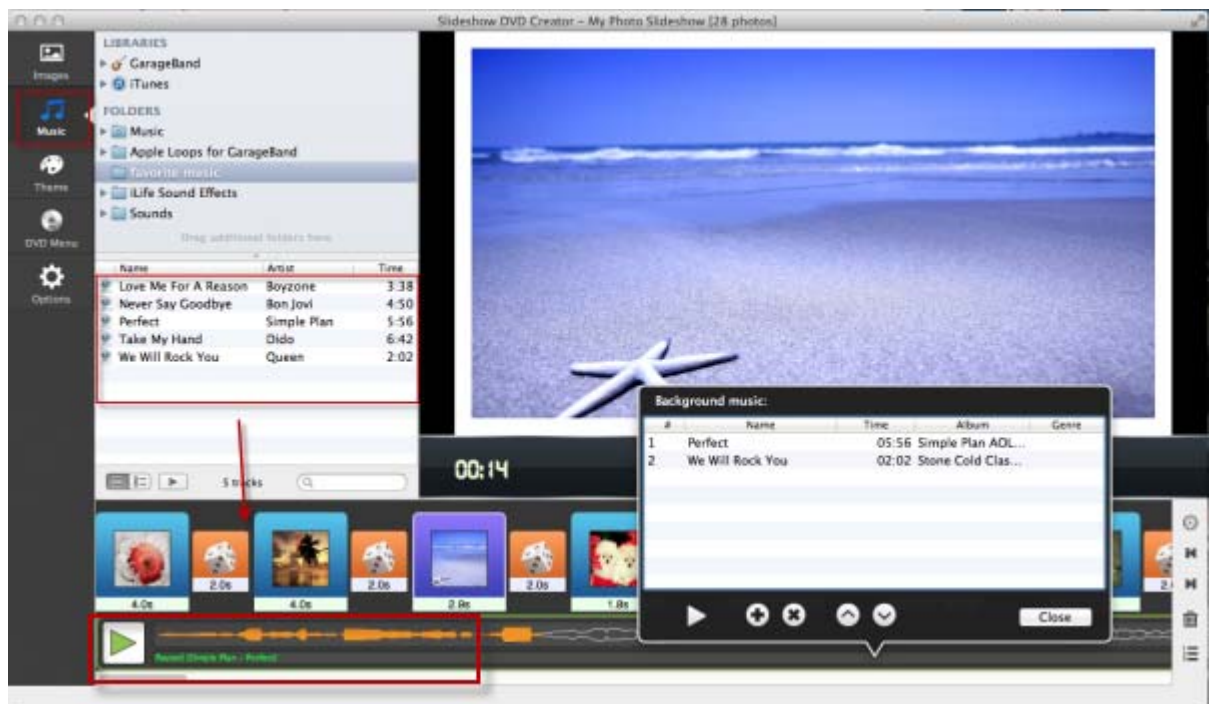 Slideshow DVD Creator – My Photo Slideshow [28 photos]
Images
Music
Theme
DVD Menu
Options
LIBRARIES
GarageBand
iTunes
FOLDERS
Music
Apple Loops for GarageBand
favorite music
iLife Sound Effects
Sounds
Drag additional folders here
Name Artist Time
Love Me For A Reason Boyzone 3:38
Never Say Goodbye Bon Jovi 4:50
Perfect Simple Plan 5:56
Take My Hand Dido 6:42
We Will Rock You Queen 2:02
5 tracks
00:14
Background music:
# Name Time Album Genre
1 Perfect 05:56 Simple Plan AOL...
2 We Will Rock You 02:02 Stone Cold Clas...
Close
2.0s
2.0s
2.0s
4.0s
4.0s
2.8s
1.8s
(Simple Plan - Perfect)